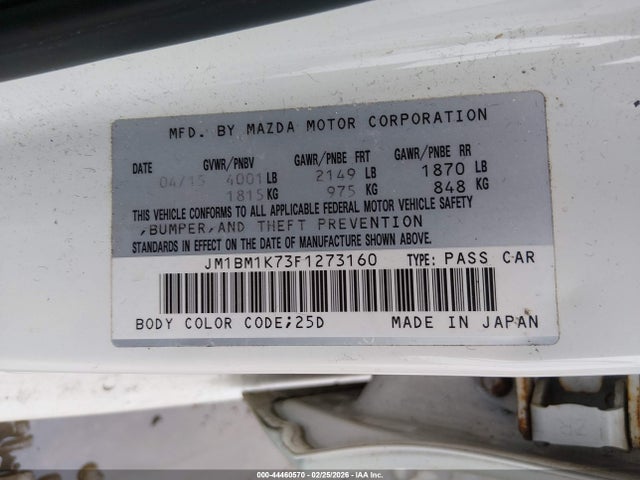 MFD. BY MAZDA MOTOR CORPORATION
DATE GVWR/PNBV GAWR/PNBE FRT GAWR/PNBE RR
04/15 4001 LB 2149 LB 1870 LB
1815 KG 975 KG 848 KG
THIS VEHICLE CONFORMS TO ALL APPLICABLE FEDERAL MOTOR VEHICLE SAFETY
,BUMPER,AND THEFT PREVENTION
STANDARDS IN EFFECT ON THE DATE OF MANUFACTURE SHOWN ABOVE.
JM1BM1K73F1273160 TYPE: PASS CAR
BODY COLOR CODE;25D MADE IN JAPAN
2R
000-44460570 - 02/25/2026 - IAAI Copart